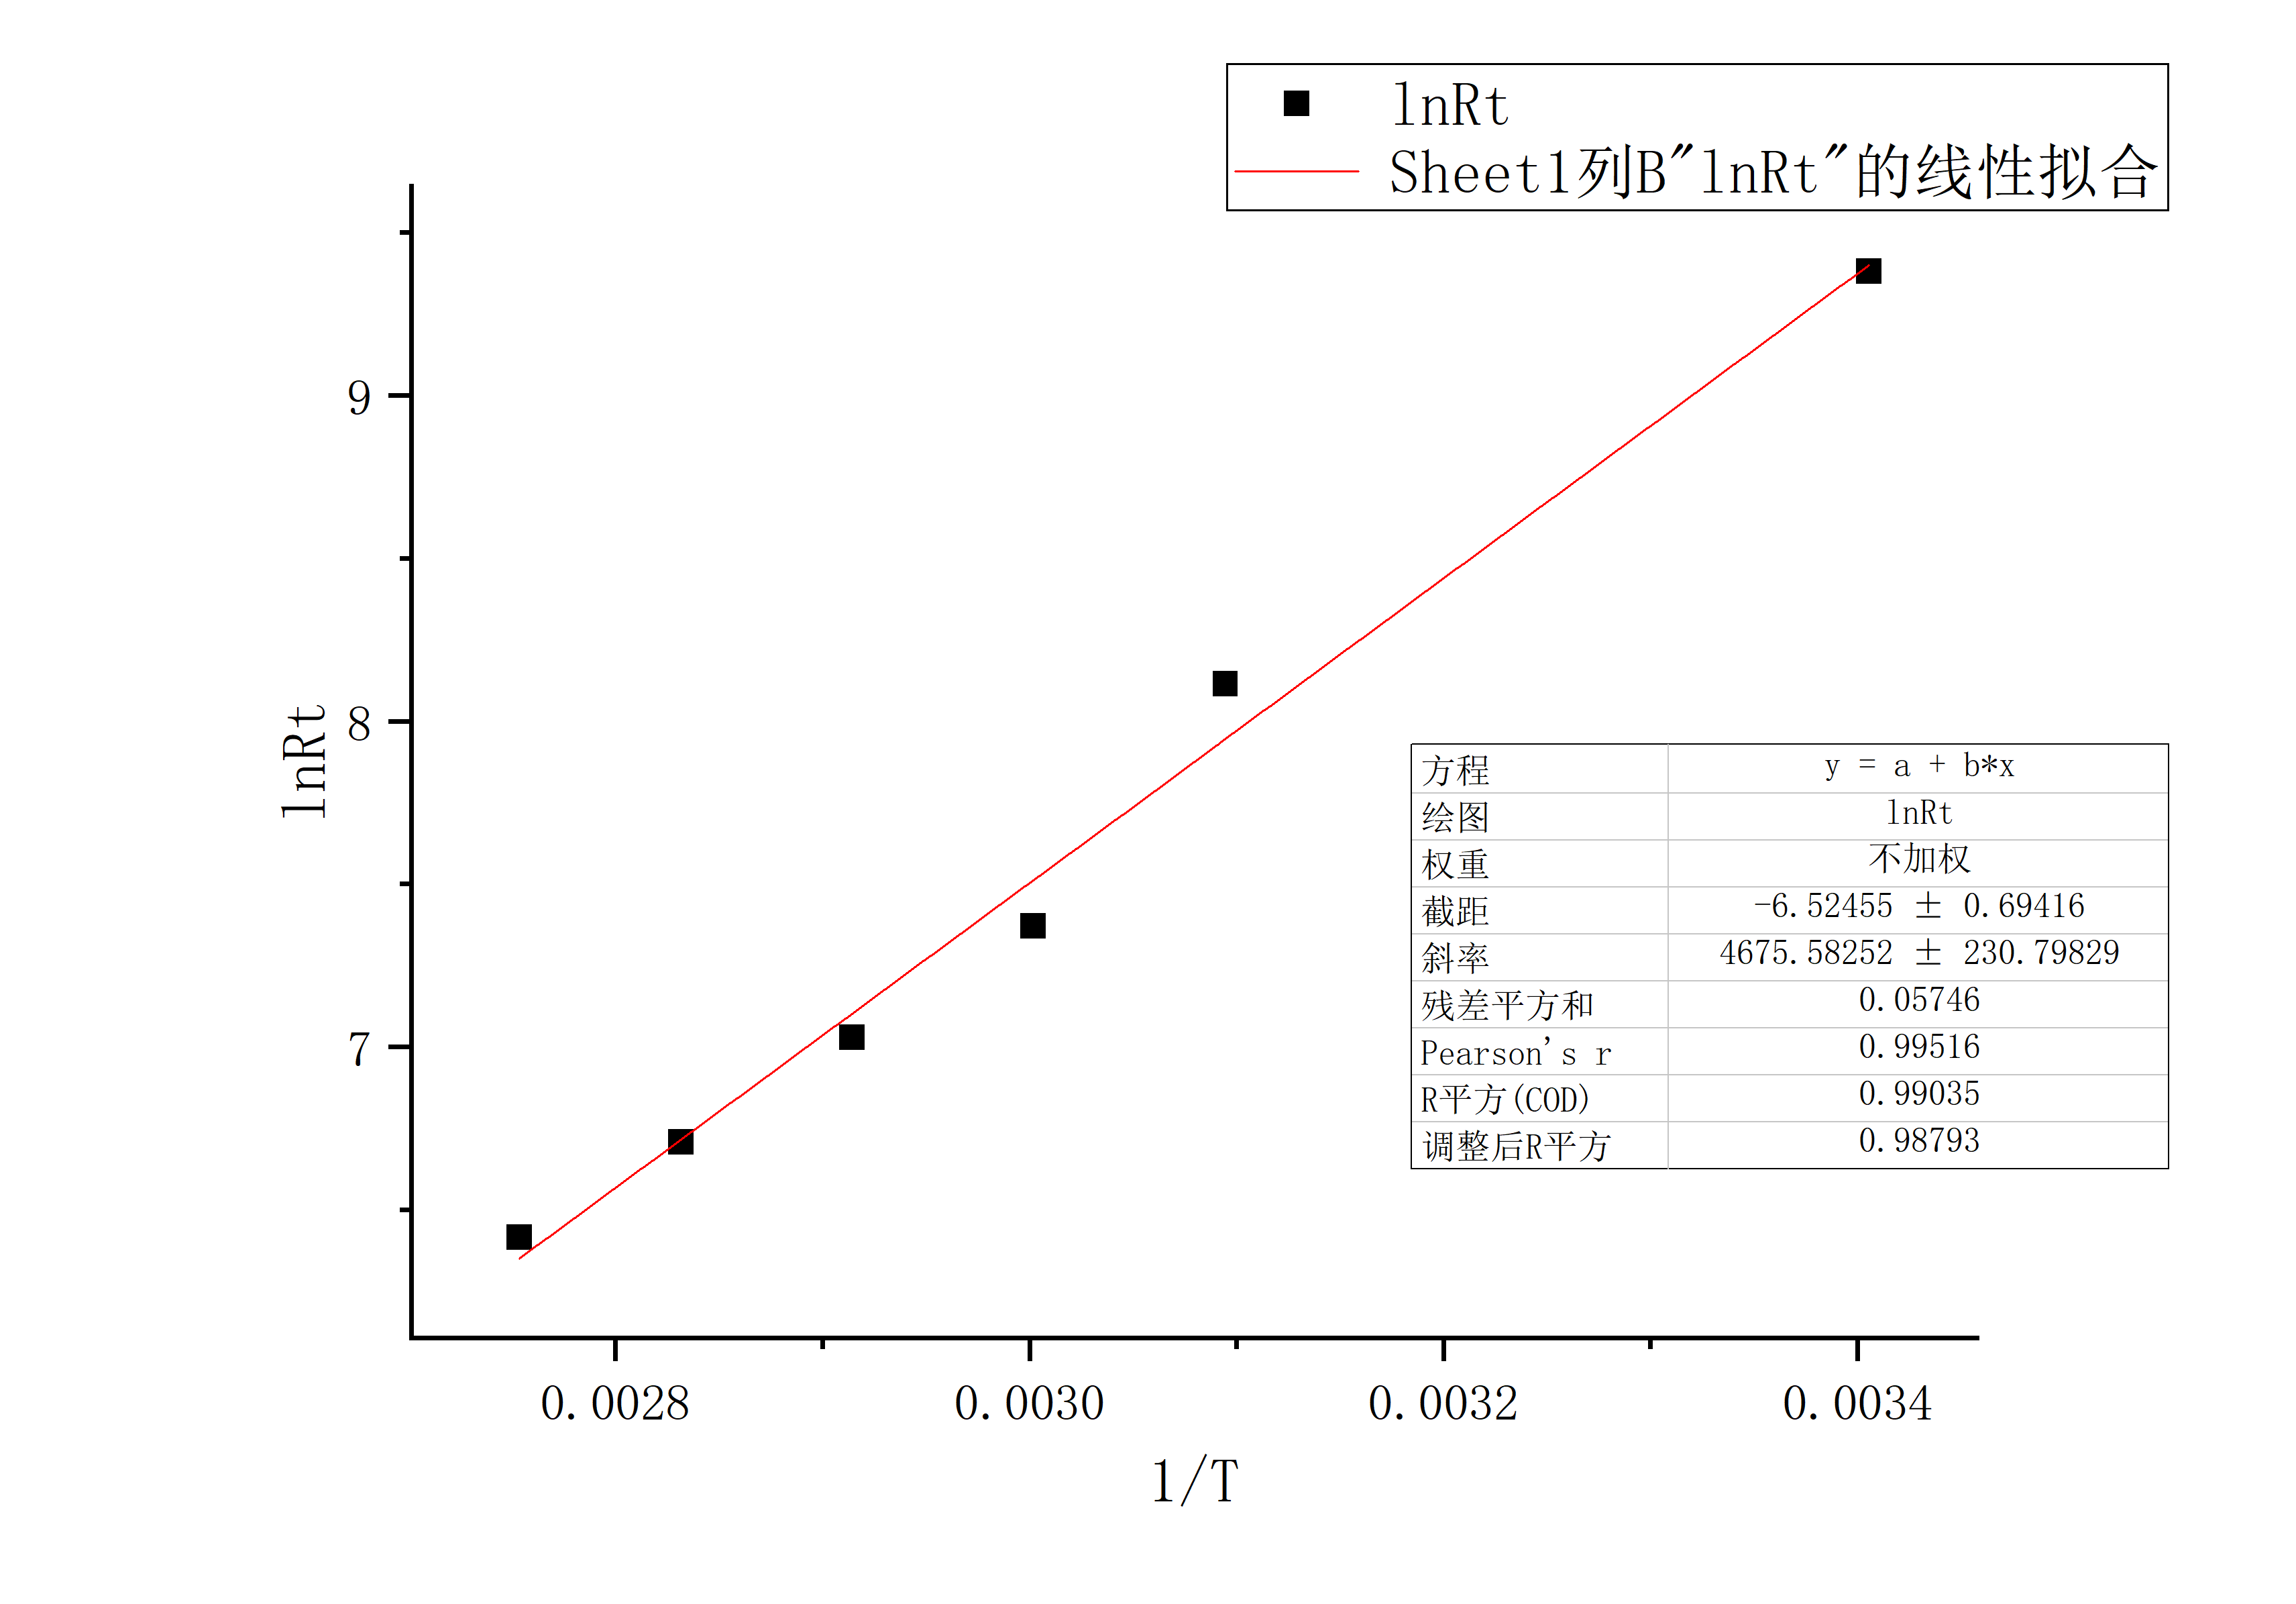 lnRt
Sheet1列B"lnRt"的线性拟合
9
8
7
lnRt
方程 y = a + b*x
绘图 lnRt
权重 不加权
截距 -6.52455 ± 0.69416
斜率 4675.58252 ± 230.79829
残差平方和 0.05746
Pearson's r 0.99516
R平方(COD) 0.99035
调整后R平方 0.98793
0.0028 0.0030 0.0032 0.0034
1/T